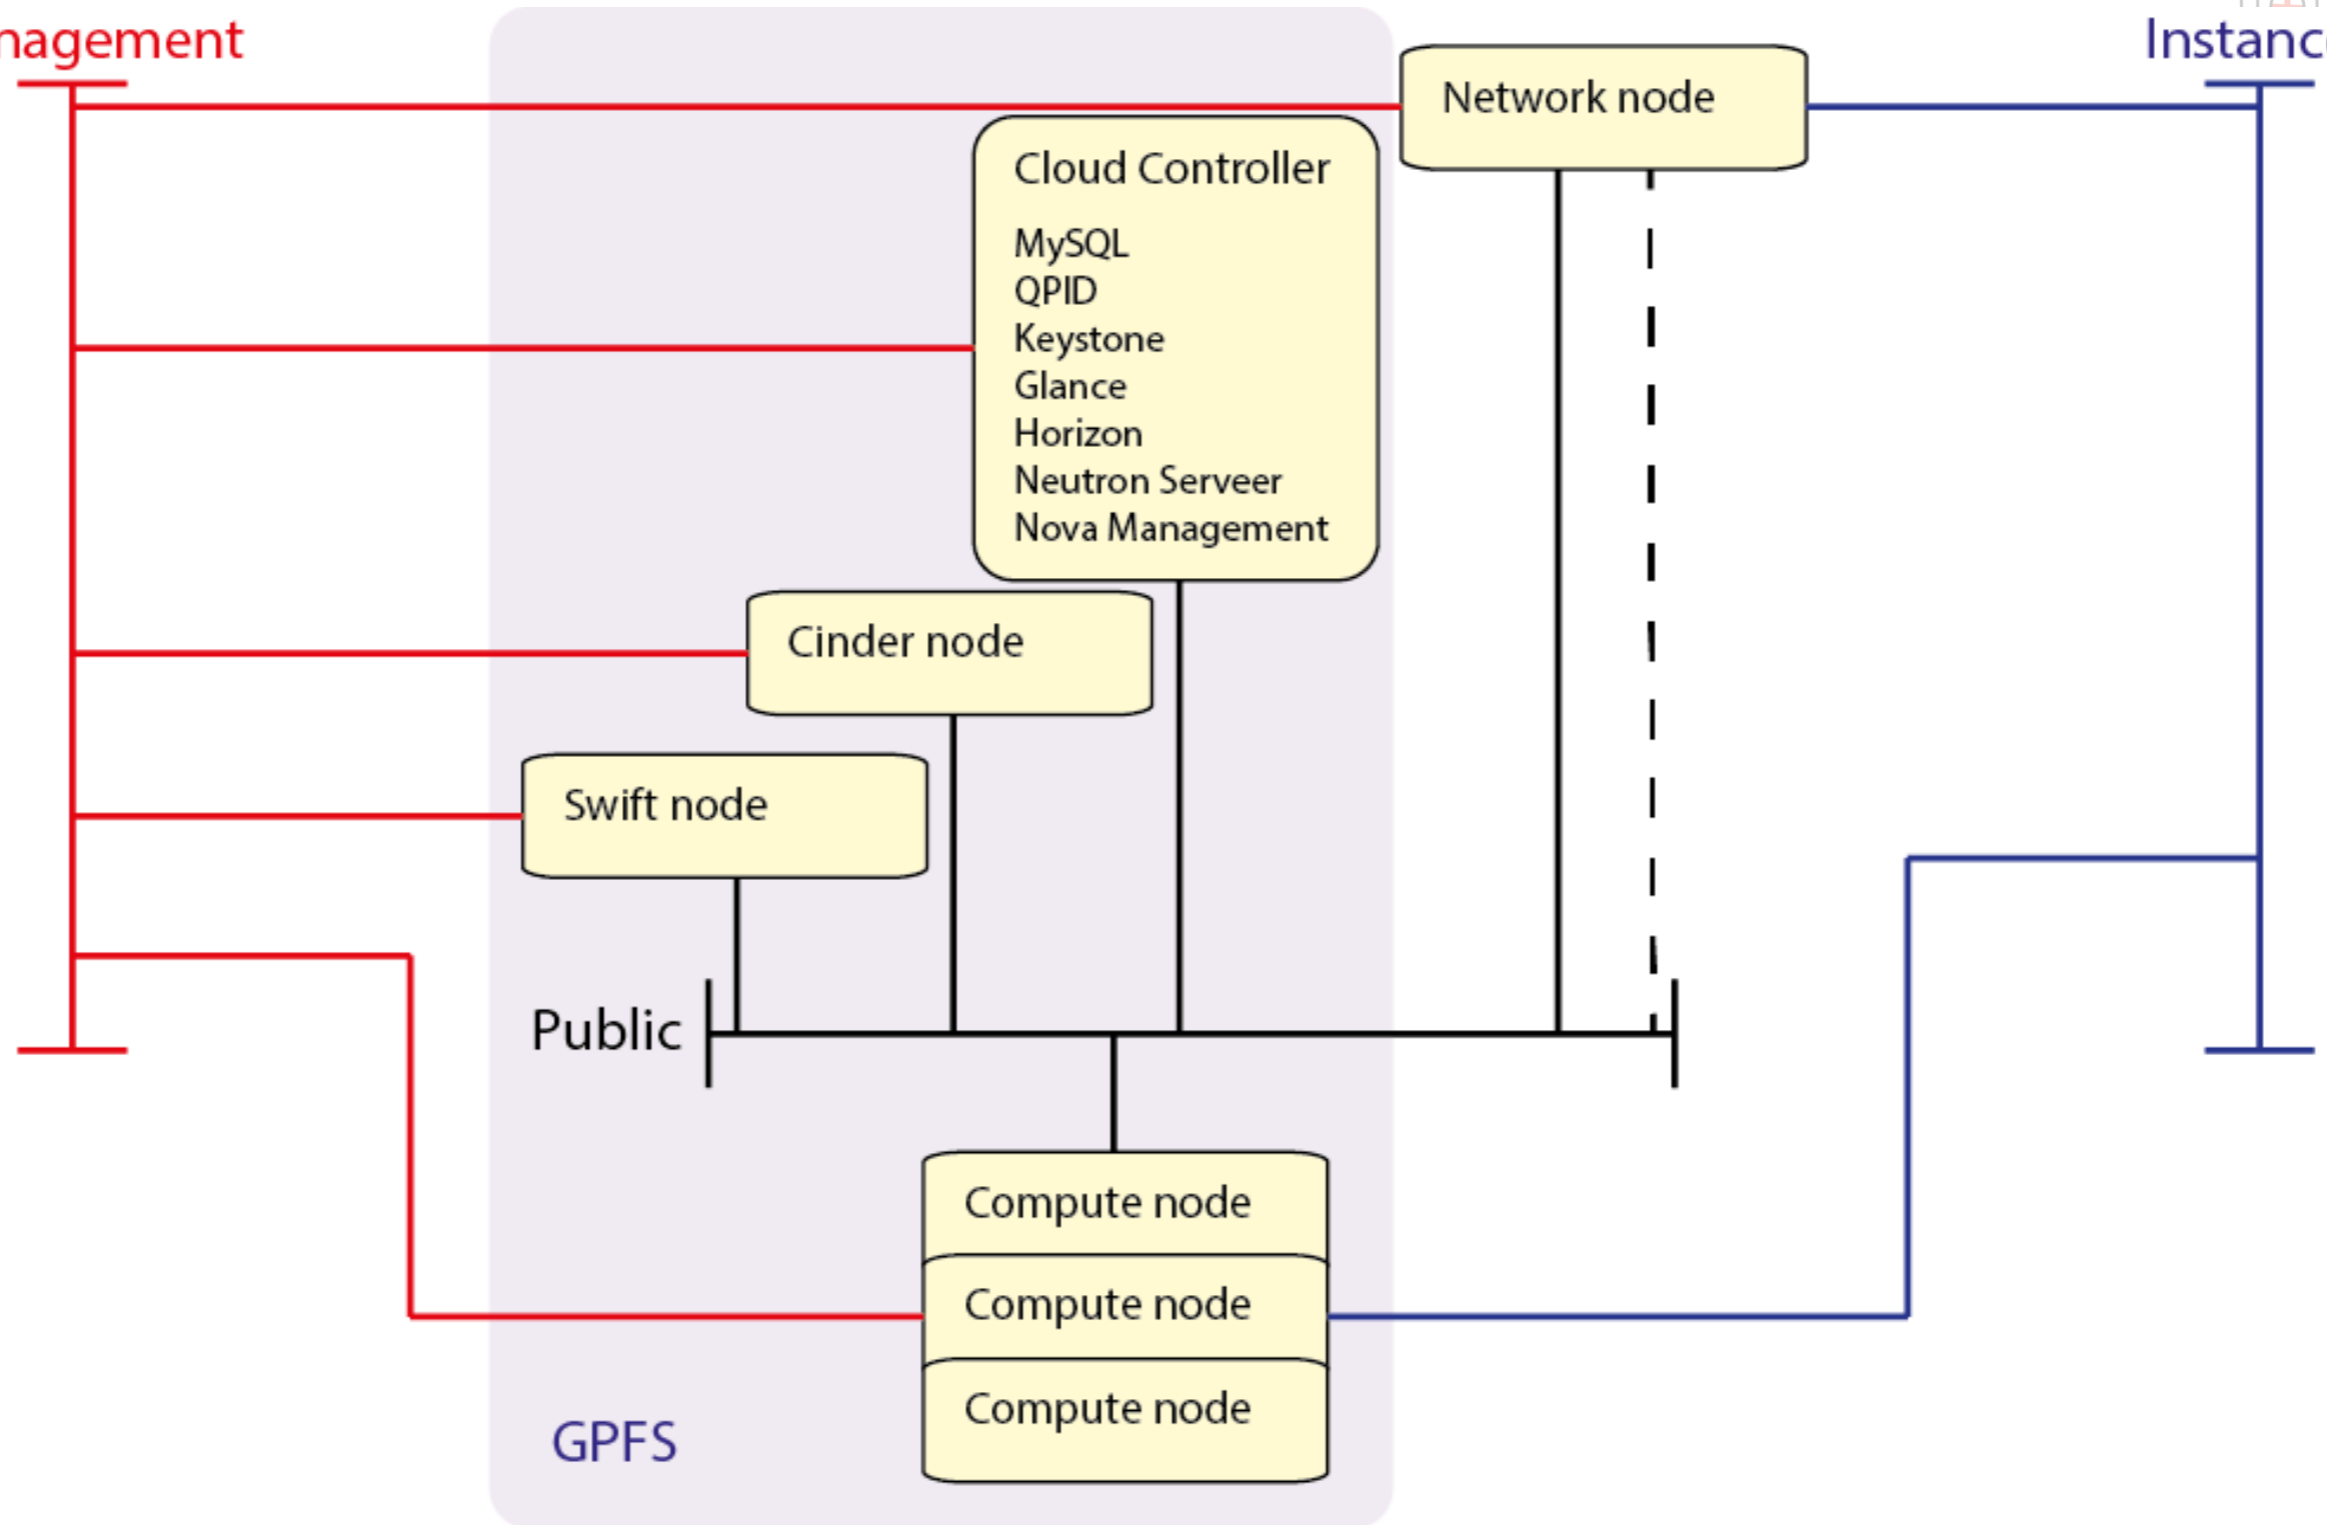 nagement
Instanc
Network node
Cloud Controller
MySQL
QPID
Keystone
Glance
Horizon
Neutron Serveer
Nova Management
Cinder node
Swift node
Public
Compute node
Compute node
Compute node
GPFS